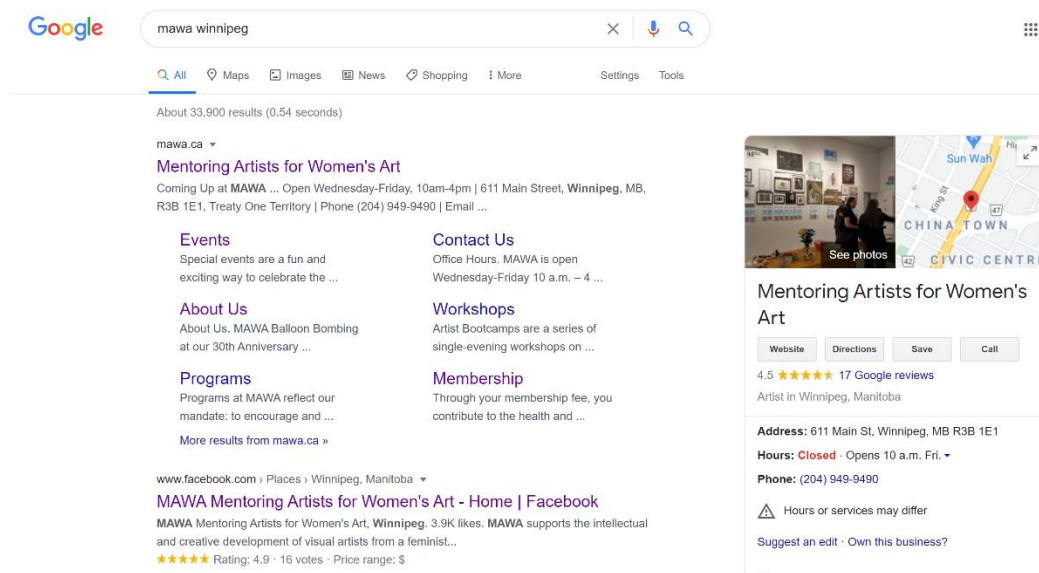 Google
mawa winnipeg
All Maps Images News Shopping More Settings Tools
About 33,900 results (0.54 seconds)
mawa.ca
Mentoring Artists for Women's Art
Coming Up at MAWA ... Open Wednesday-Friday, 10am-4pm | 611 Main Street, Winnipeg, MB,
R3B 1E1, Treaty One Territory | Phone (204) 949-9490 | Email ...
Events
Special events are a fun and
exciting way to celebrate the ...
Contact Us
Office Hours. MAWA is open
Wednesday-Friday 10 a.m. – 4 ...
About Us
About Us. MAWA Balloon Bombing
at our 30th Anniversary ...
Workshops
Artist Bootcamps are a series of
single-evening workshops on ...
Programs
Programs at MAWA reflect our
mandate: to encourage and ...
Membership
Through your membership fee, you
contribute to the health and ...
More results from mawa.ca »
www.facebook.com › Places › Winnipeg, Manitoba
MAWA Mentoring Artists for Women's Art - Home | Facebook
MAWA Mentoring Artists for Women's Art, Winnipeg. 3.9K likes. MAWA supports the intellectual
and creative development of visual artists from a feminist...
Rating: 4.9 · 16 votes · Price range: $
See photos
Sun Wah
King St
47
CHINA TOWN
42
CIVIC CENTR
Mentoring Artists for Women's
Art
Website Directions Save Call
4.5 17 Google reviews
Artist in Winnipeg, Manitoba
Address: 611 Main St, Winnipeg, MB R3B 1E1
Hours: Closed · Opens 10 a.m. Fri.
Phone: (204) 949-9490
Hours or services may differ
Suggest an edit · Own this business?